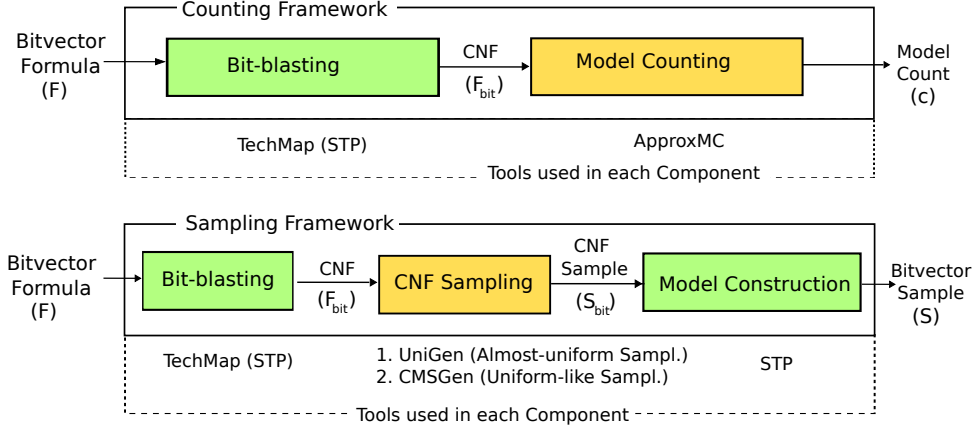 Counting Framework
Bitvector
Formula
(F)
Bit-blasting
CNF
(F_bit)
Model Counting
Model
Count
(c)
TechMap (STP)
ApproxMC
Tools used in each Component
Sampling Framework
Bitvector
Formula
(F)
Bit-blasting
CNF
(F_bit)
CNF Sampling
CNF
Sample
(S_bit)
Model Construction
Bitvector
Sample
(S)
TechMap (STP)
1. UniGen (Almost-uniform Sampl.)
2. CMSGen (Uniform-like Sampl.)
STP
Tools used in each Component